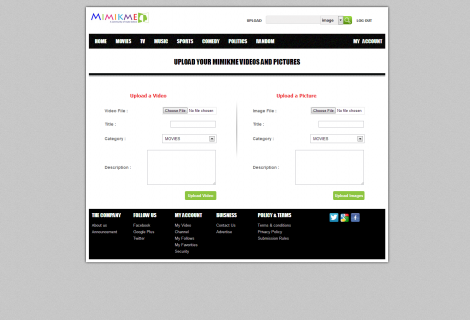 MIMIKME
UPLOAD
Image
LOG OUT
HOME MOVIES TV MUSIC SPORTS COMEDY POLITICS RANDOM MY ACCOUNT
UPLOAD YOUR MIMIKME VIDEOS AND PICTURES
Upload a Video
Video File :
Choose File No file chosen
Title :
Category :
MOVIES
Description :
Upload Video
Upload a Picture
Image File :
Choose File No file chosen
Title :
Category :
MOVIES
Description :
Upload Images
THE COMPANY
About us
Announcement
FOLLOW US
Facebook
Google Plus
Twitter
MY ACCOUNT
My Video
Channel
My Follows
My Favorites
Security
BUISNESS
Contact Us
Advertise
POLICY & TERMS
Terms & conditions
Privacy Policy
Submission Rules